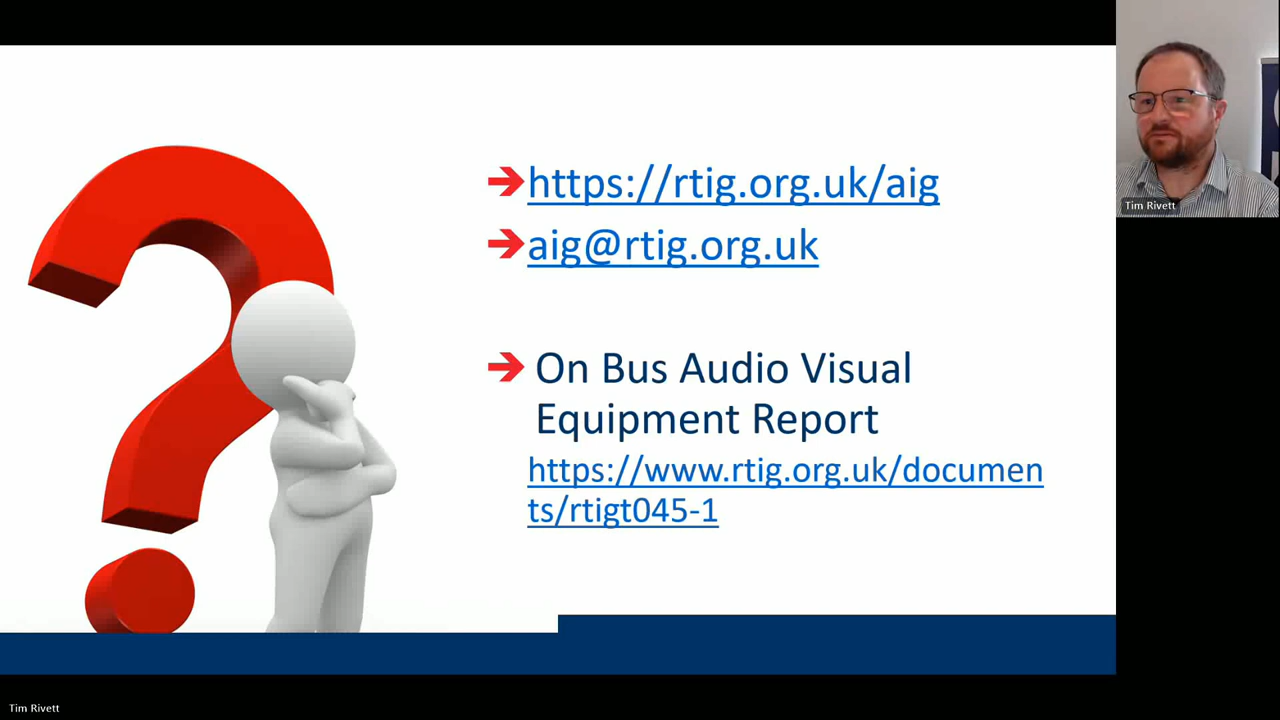 https://rtig.org.uk/aig
aig@rtig.org.uk
On Bus Audio Visual
Equipment Report
https://www.rtig.org.uk/documen
ts/rtigt045-1
Tim Rivett
Tim Rivett